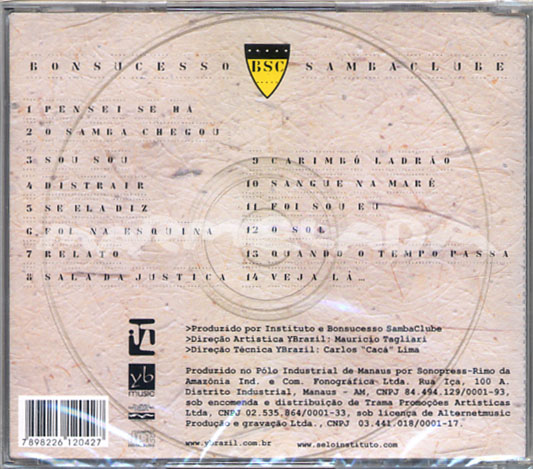 BONSUCESSO BSC SAMBACLUBE
1 PENSEI SE HÁ
2 O SAMBA CHEGOU
3 SOU SOU
4 DISTRAIR
5 SE ELA DIZ
6 FOI NA ESQUINA
7 RELATO
8 SALA DA JUSTIÇA
9 CARIMBÓ LADRÃO
10 SANGUE NA MARÉ
11 FOI SOU EU
12 O SOL
13 QUANDO O TEMPO PASSA
14 VEJA LÁ...
>Produzido por Instituto e Bonsucesso SambaClube
>Direção Artistica YBrazil: Mauricio Tagliari
>Direção Técnica YBrazil: Carlos "Cacá" Lima
yb
music
Produzido no Pólo Industrial de Manaus por Sonopress-Rimo da
Amazônia Ind. e Com. Fonográfica Ltda. Rua Içá, 100 A.
Distrito Industrial, Manaus - AM, CNPJ 84.494.129/0001-93,
sob encomenda e distribuição de Trama Promoções Artisticas
Ltda, CNPJ 02.535.864/0001-33, sob licença de Alternetmusic
Produção e gravação Ltda., CNPJ 03.441.018/0001-17.
www.ybrazil.com.br www.seloinstituto.com
7898226120427